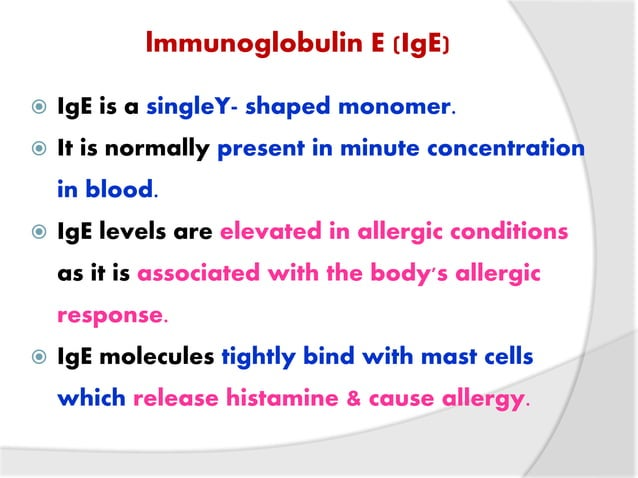 Immunoglobulin E (IgE)
IgE is a singleY- shaped monomer.
It is normally present in minute concentration
in blood.
IgE levels are elevated in allergic conditions
as it is associated with the body's allergic
response.
IgE molecules tightly bind with mast cells
which release histamine & cause allergy.